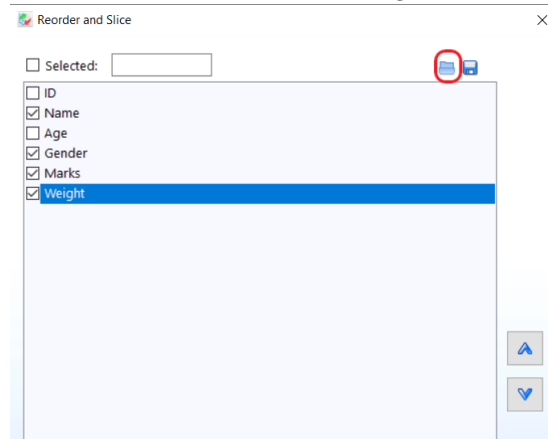 Reorder and Slice
Selected:
ID
Name
Age
Gender
Marks
Weight